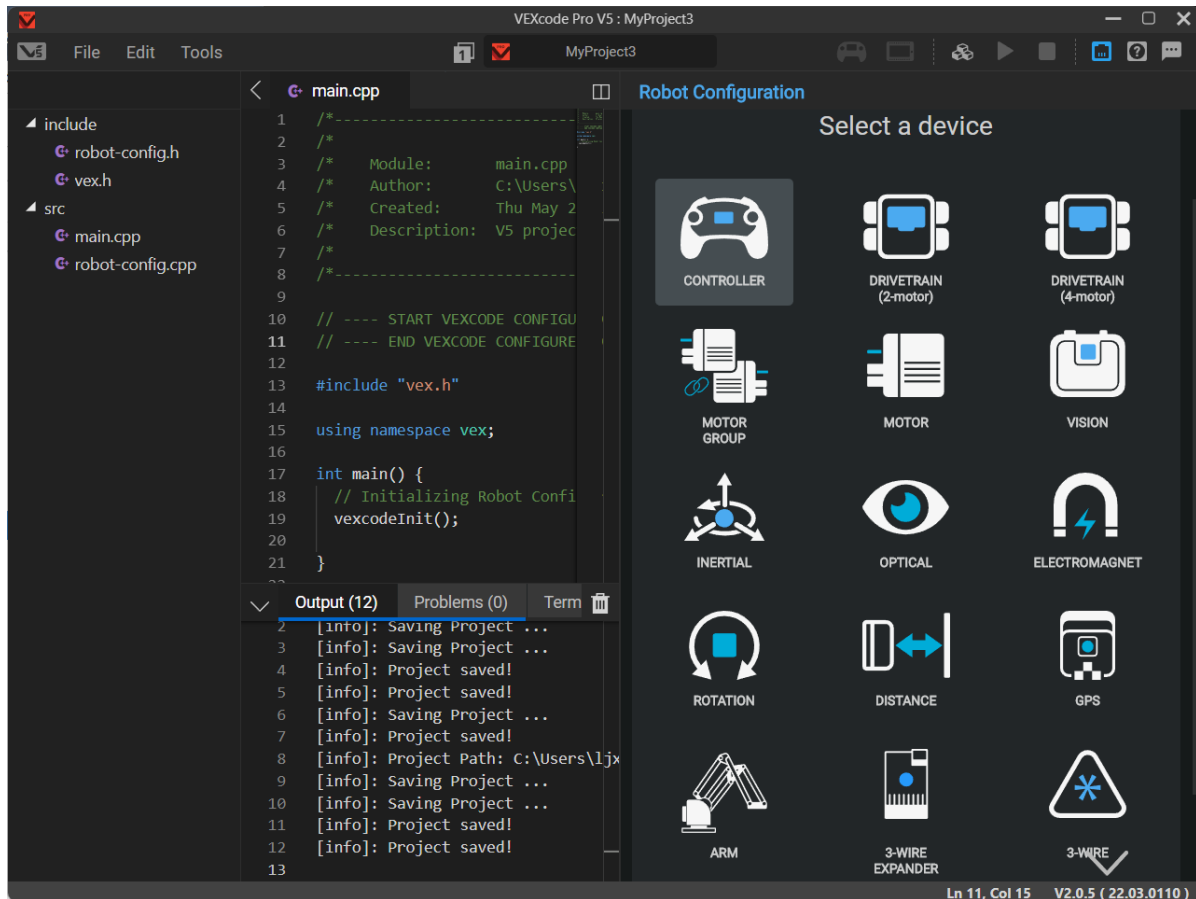 VEXcode Pro V5 : MyProject3
V5 File Edit Tools
1 MyProject3
include
robot-config.h
vex.h
src
main.cpp
robot-config.cpp
main.cpp
1 /*---------------------------
2 /*
3 /* Module: main.cpp
4 /* Author: C:\Users\
5 /* Created: Thu May 2
6 /* Description: V5 projec
7 /*
8 /*---------------------------
9
10 // ---- START VEXCODE CONFIGU
11 // ---- END VEXCODE CONFIGURE
12
13 #include "vex.h"
14
15 using namespace vex;
16
17 int main() {
18 // Initializing Robot Confi
19 vexcodeInit();
20
21 }
Output (12) Problems (0) Term
2 [info]: Saving Project ...
3 [info]: Saving Project ...
4 [info]: Project saved!
5 [info]: Project saved!
6 [info]: Saving Project ...
7 [info]: Project saved!
8 [info]: Project Path: C:\Users\ljx
9 [info]: Saving Project ...
10 [info]: Saving Project ...
11 [info]: Project saved!
12 [info]: Project saved!
13
Robot Configuration
Select a device
CONTROLLER
DRIVETRAIN
(2-motor)
DRIVETRAIN
(4-motor)
MOTOR
GROUP
MOTOR
VISION
INERTIAL
OPTICAL
ELECTROMAGNET
ROTATION
DISTANCE
GPS
ARM
3-WIRE
EXPANDER
3-WIRE
Ln 11, Col 15 V2.0.5 ( 22.03.0110 )